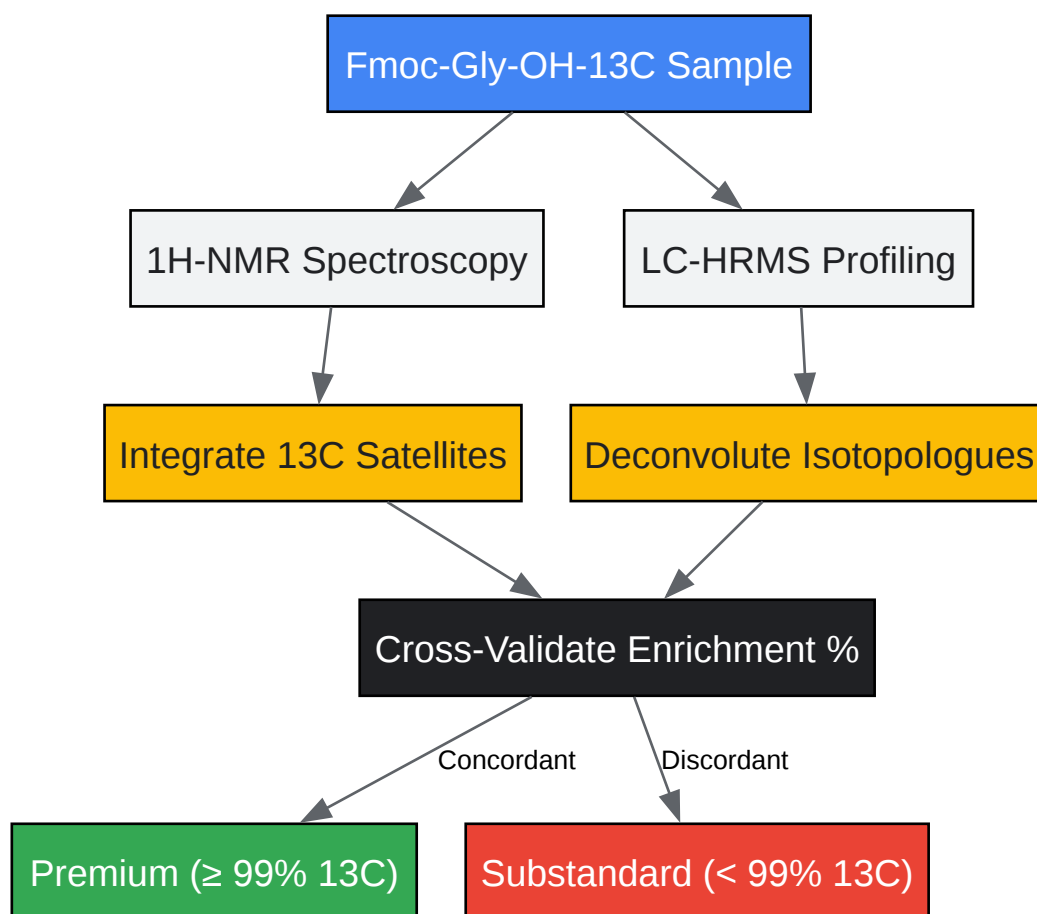 Fmoc-Gly-OH-13C Sample
1H-NMR Spectroscopy
LC-HRMS Profiling
Integrate 13C Satellites
Deconvolute Isotopologues
Cross-Validate Enrichment %
Concordant
Discordant
Premium (≥ 99% 13C)
Substandard (< 99% 13C)